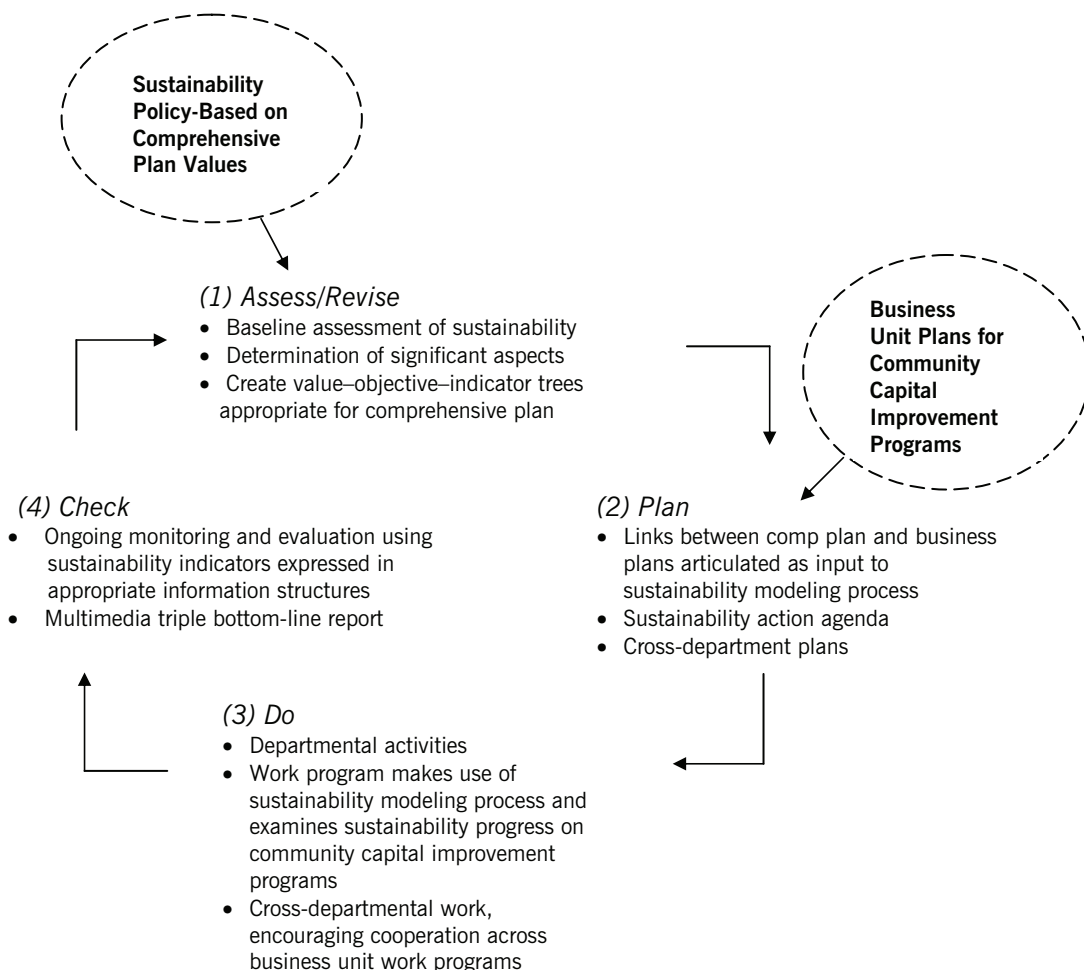 Sustainability
Policy-Based on
Comprehensive
Plan Values
(1) Assess/Revise
• Baseline assessment of sustainability
• Determination of significant aspects
• Create value–objective–indicator trees
appropriate for comprehensive plan
Business
Unit Plans for
Community
Capital
Improvement
Programs
(2) Plan
• Links between comp plan and business
plans articulated as input to
sustainability modeling process
• Sustainability action agenda
• Cross-department plans
(3) Do
• Departmental activities
• Work program makes use of
sustainability modeling process and
examines sustainability progress on
community capital improvement
programs
• Cross-departmental work,
encouraging cooperation across
business unit work programs
(4) Check
• Ongoing monitoring and evaluation using
sustainability indicators expressed in
appropriate information structures
• Multimedia triple bottom-line report